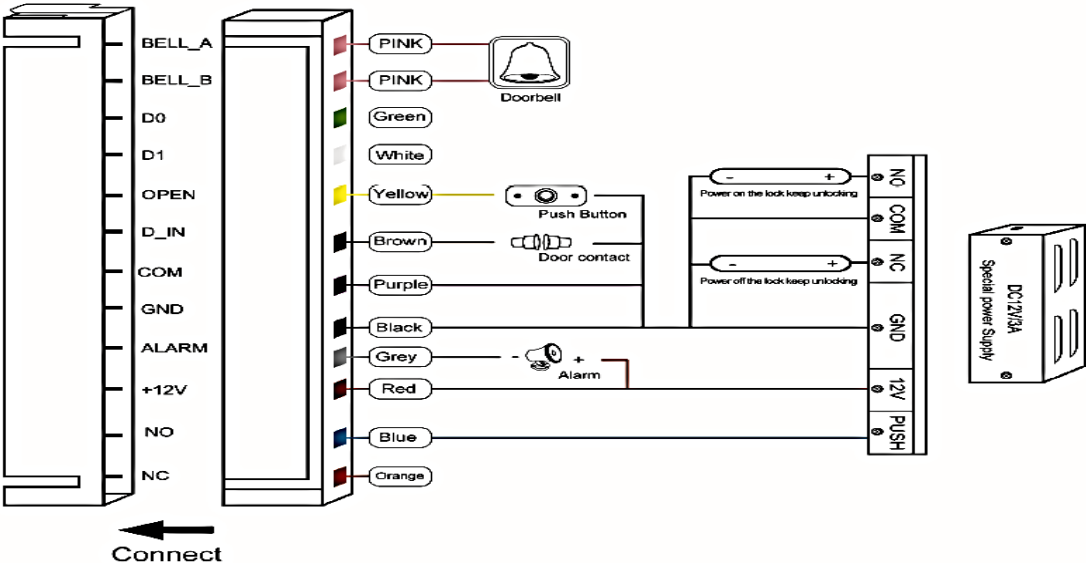 BELL_A
BELL_B
D0
D1
OPEN
D_IN
COM
GND
ALARM
+12V
NO
NC
Connect
PINK
PINK
Green
White
Yellow
Brown
Purple
Black
Grey
Red
Blue
Orange
Doorbell
Push Button
Door contact
- +
Alarm
- +
Power on the lock keep unlocking
- +
Power off the lock keep unlocking
NO
COM
NC
GND
12V
PUSH
DC12V/3A
Special power Supply